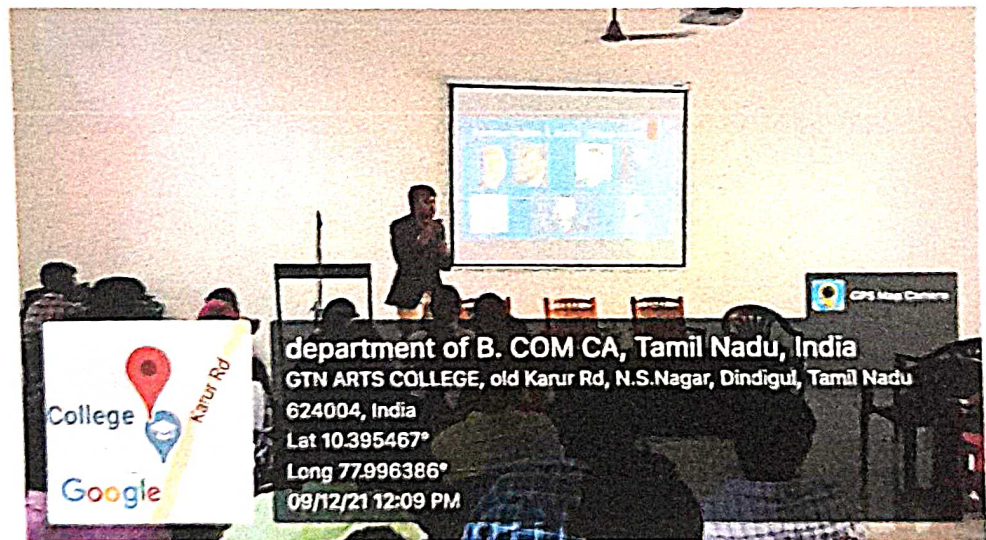 GPS Map Camera
department of B. COM CA, Tamil Nadu, India
GTN ARTS COLLEGE, old Karur Rd, N.S.Nagar, Dindigul, Tamil Nadu
624004, India
Lat 10.395467°
Long 77.996386°
09/12/21 12:09 PM
College
Karur Rd
Google